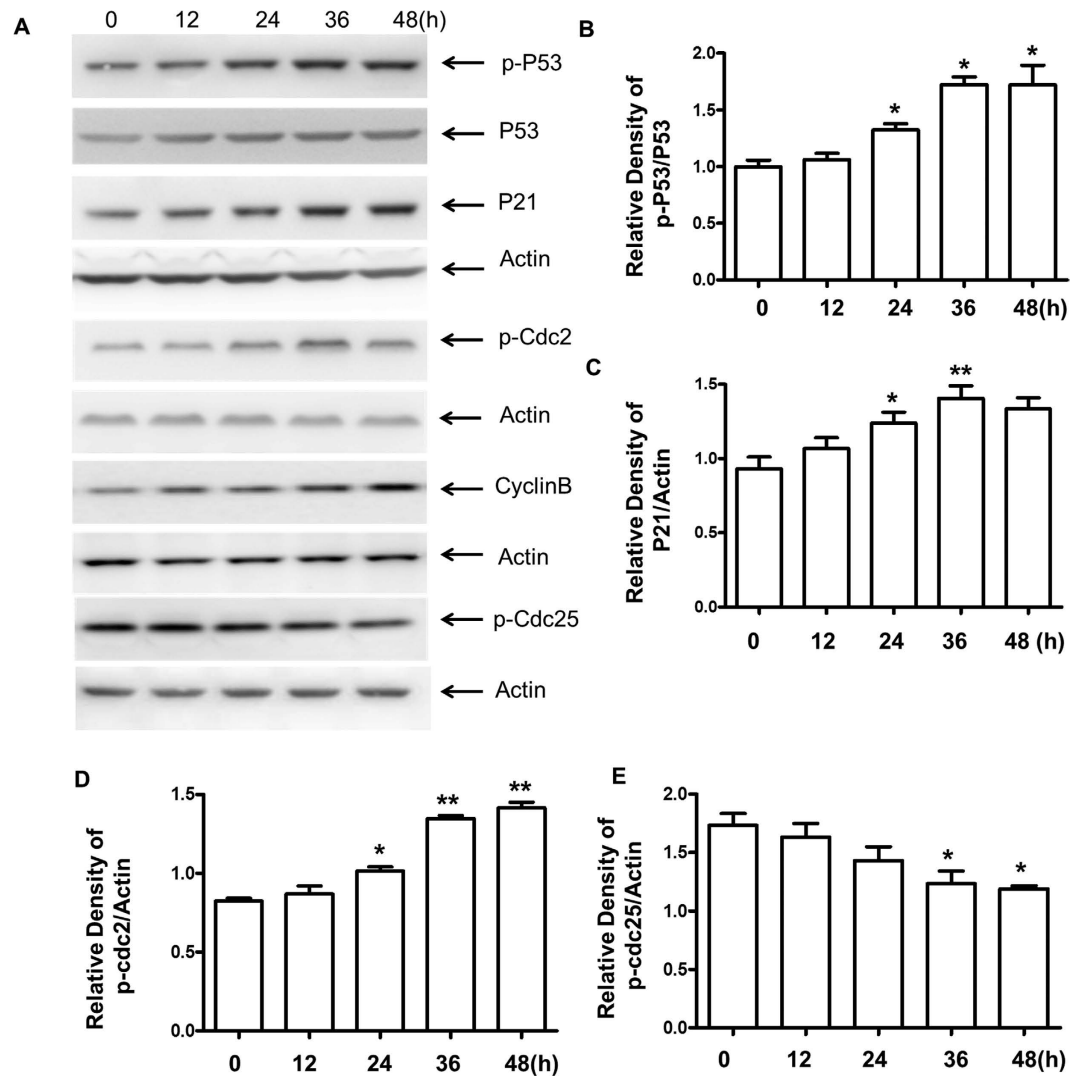 A
0 12 24 36 48(h)
p-P53
P53
P21
Actin
p-Cdc2
Actin
CyclinB
Actin
p-Cdc25
Actin
B
Relative Density of
p-P53/P53
2.0
1.5
1.0
0.5
0.0
* * *
0 12 24 36 48(h)
C
Relative Density of
P21/Actin
1.5
1.0
0.5
0.0
* **
0 12 24 36 48 (h)
D
Relative Density of
p-cdc2/Actin
1.5
1.0
0.5
0.0
* ** **
0 12 24 36 48(h)
E
Relative Density of
p-cdc25/Actin
2.0
1.5
1.0
0.5
0.0
* *
0 12 24 36 48(h)